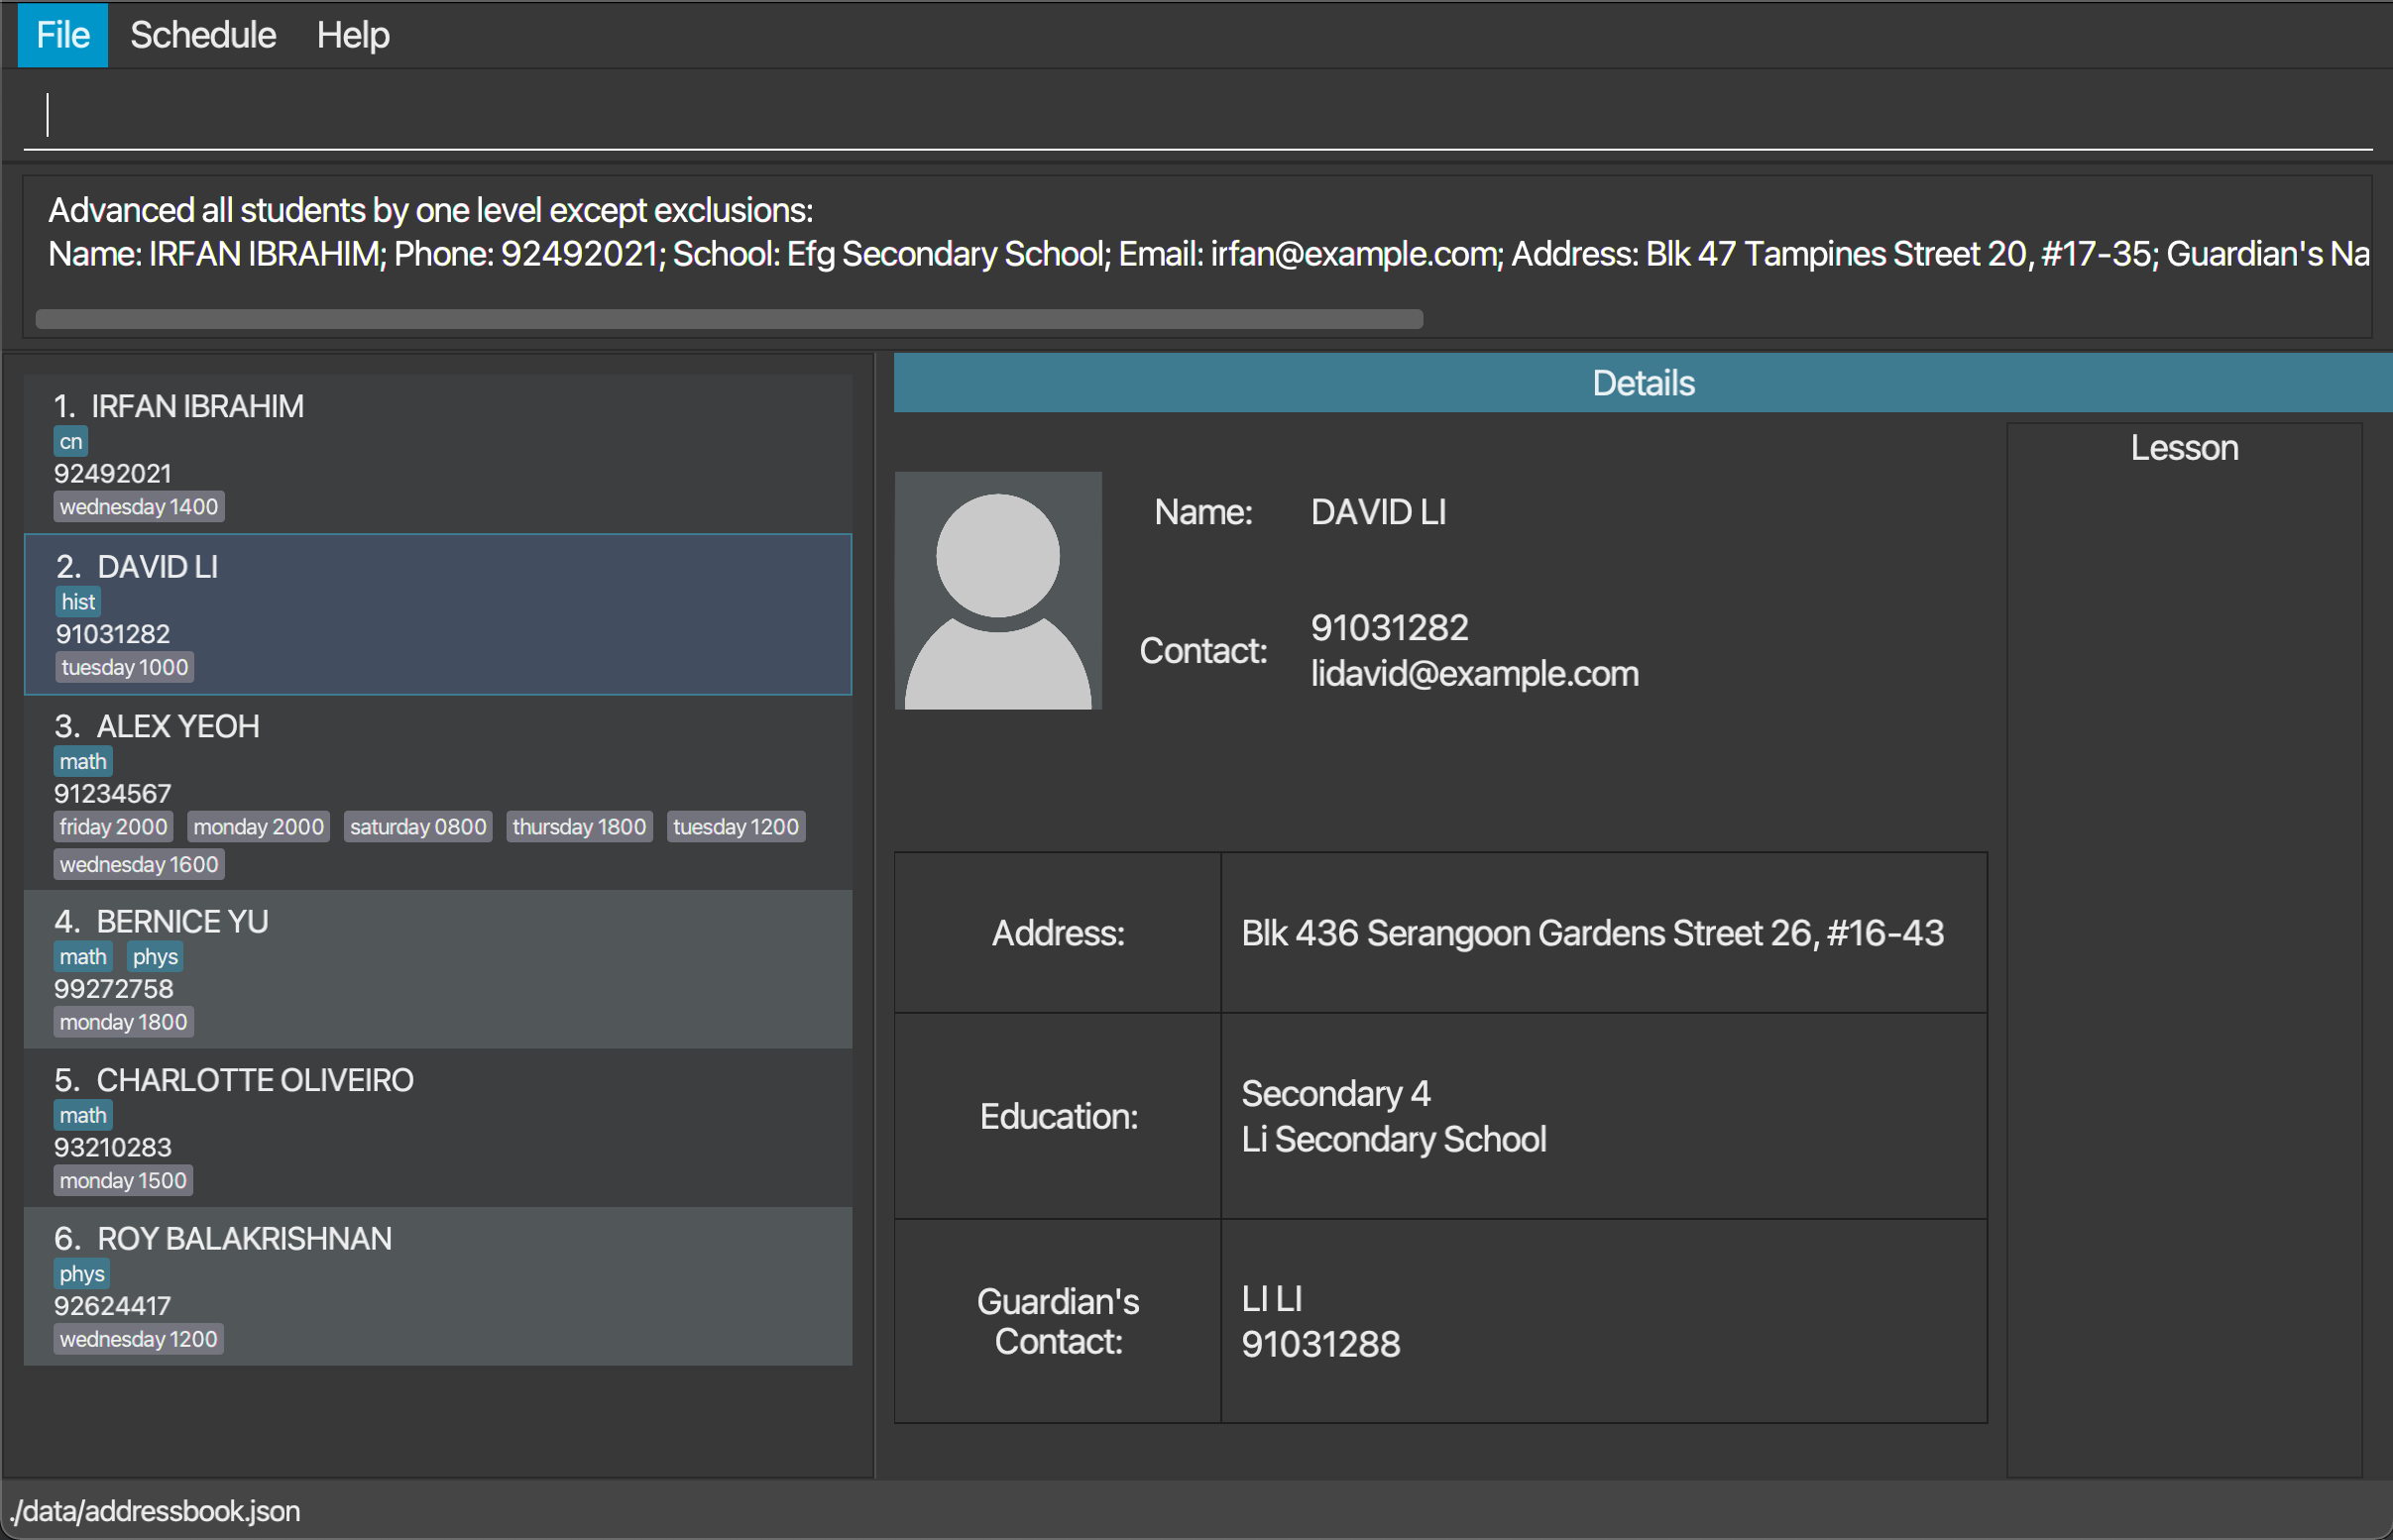 File Schedule Help
Advanced all students by one level except exclusions:
Name: IRFAN IBRAHIM; Phone: 92492021; School: Efg Secondary School; Email: irfan@example.com; Address: Blk 47 Tampines Street 20, #17-35; Guardian's Na
1. IRFAN IBRAHIM
cn
92492021
wednesday 1400
2. DAVID LI
hist
91031282
tuesday 1000
3. ALEX YEOH
math
91234567
friday 2000 monday 2000 saturday 0800 thursday 1800 tuesday 1200
wednesday 1600
4. BERNICE YU
math phys
99272758
monday 1800
5. CHARLOTTE OLIVEIRO
math
93210283
monday 1500
6. ROY BALAKRISHNAN
phys
92624417
wednesday 1200
Details
Name: DAVID LI
Contact: 91031282
lidavid@example.com
Address: Blk 436 Serangoon Gardens Street 26, #16-43
Education: Secondary 4
Li Secondary School
Guardian's
Contact:
LI LI
91031288
Lesson
./data/addressbook.json